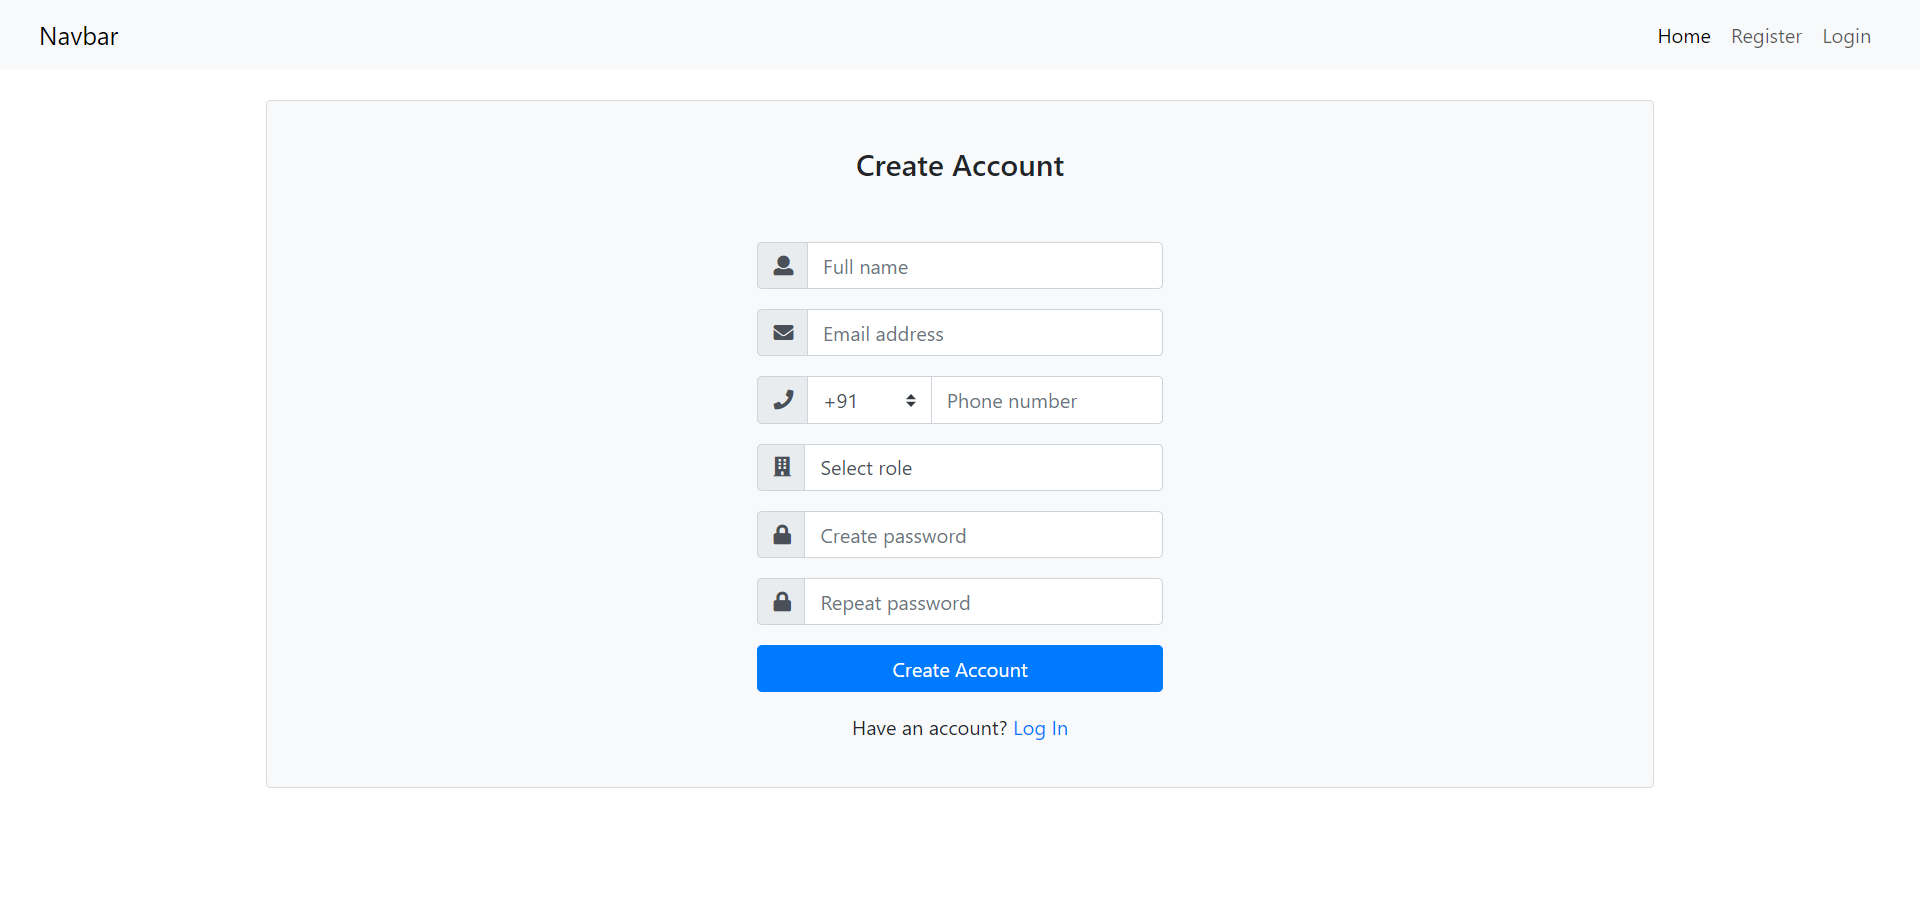 Navbar Home Register Login
Create Account
Full name
Email address
+91 Phone number
Select role
Create password
Repeat password
Create Account
Have an account? Log In